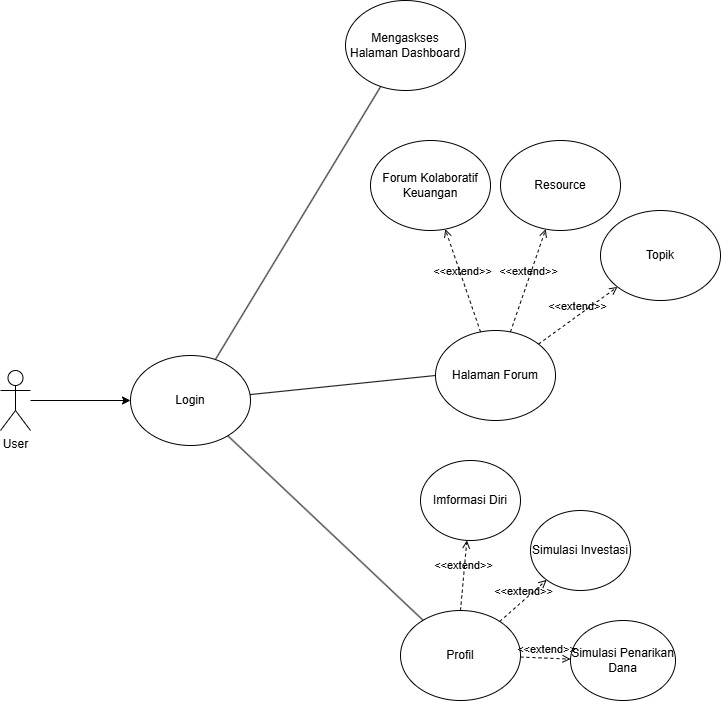 Mengaskses
Halaman Dashboard
Forum Kolaboratif
Keuangan
Resource
Topik
<<extend>>
<<extend>>
<<extend>>
Halaman Forum
Login
User
Imformasi Diri
Simulasi Investasi
<<extend>>
<<extend>>
<<extend>>
Simulasi Penarikan
Dana
Profil